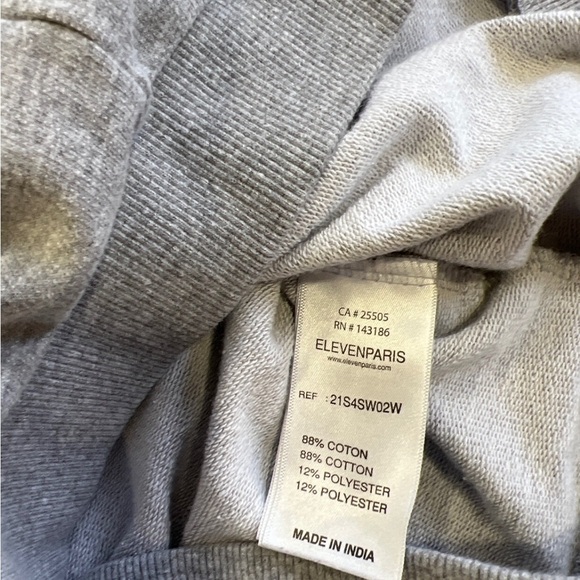 CA # 25505
RN # 143186
ELEVENPARIS
www.elevenparis.com
REF : 21S4SW02W
88% COTON
88% COTTON
12% POLYESTER
12% POLYESTER
MADE IN INDIA